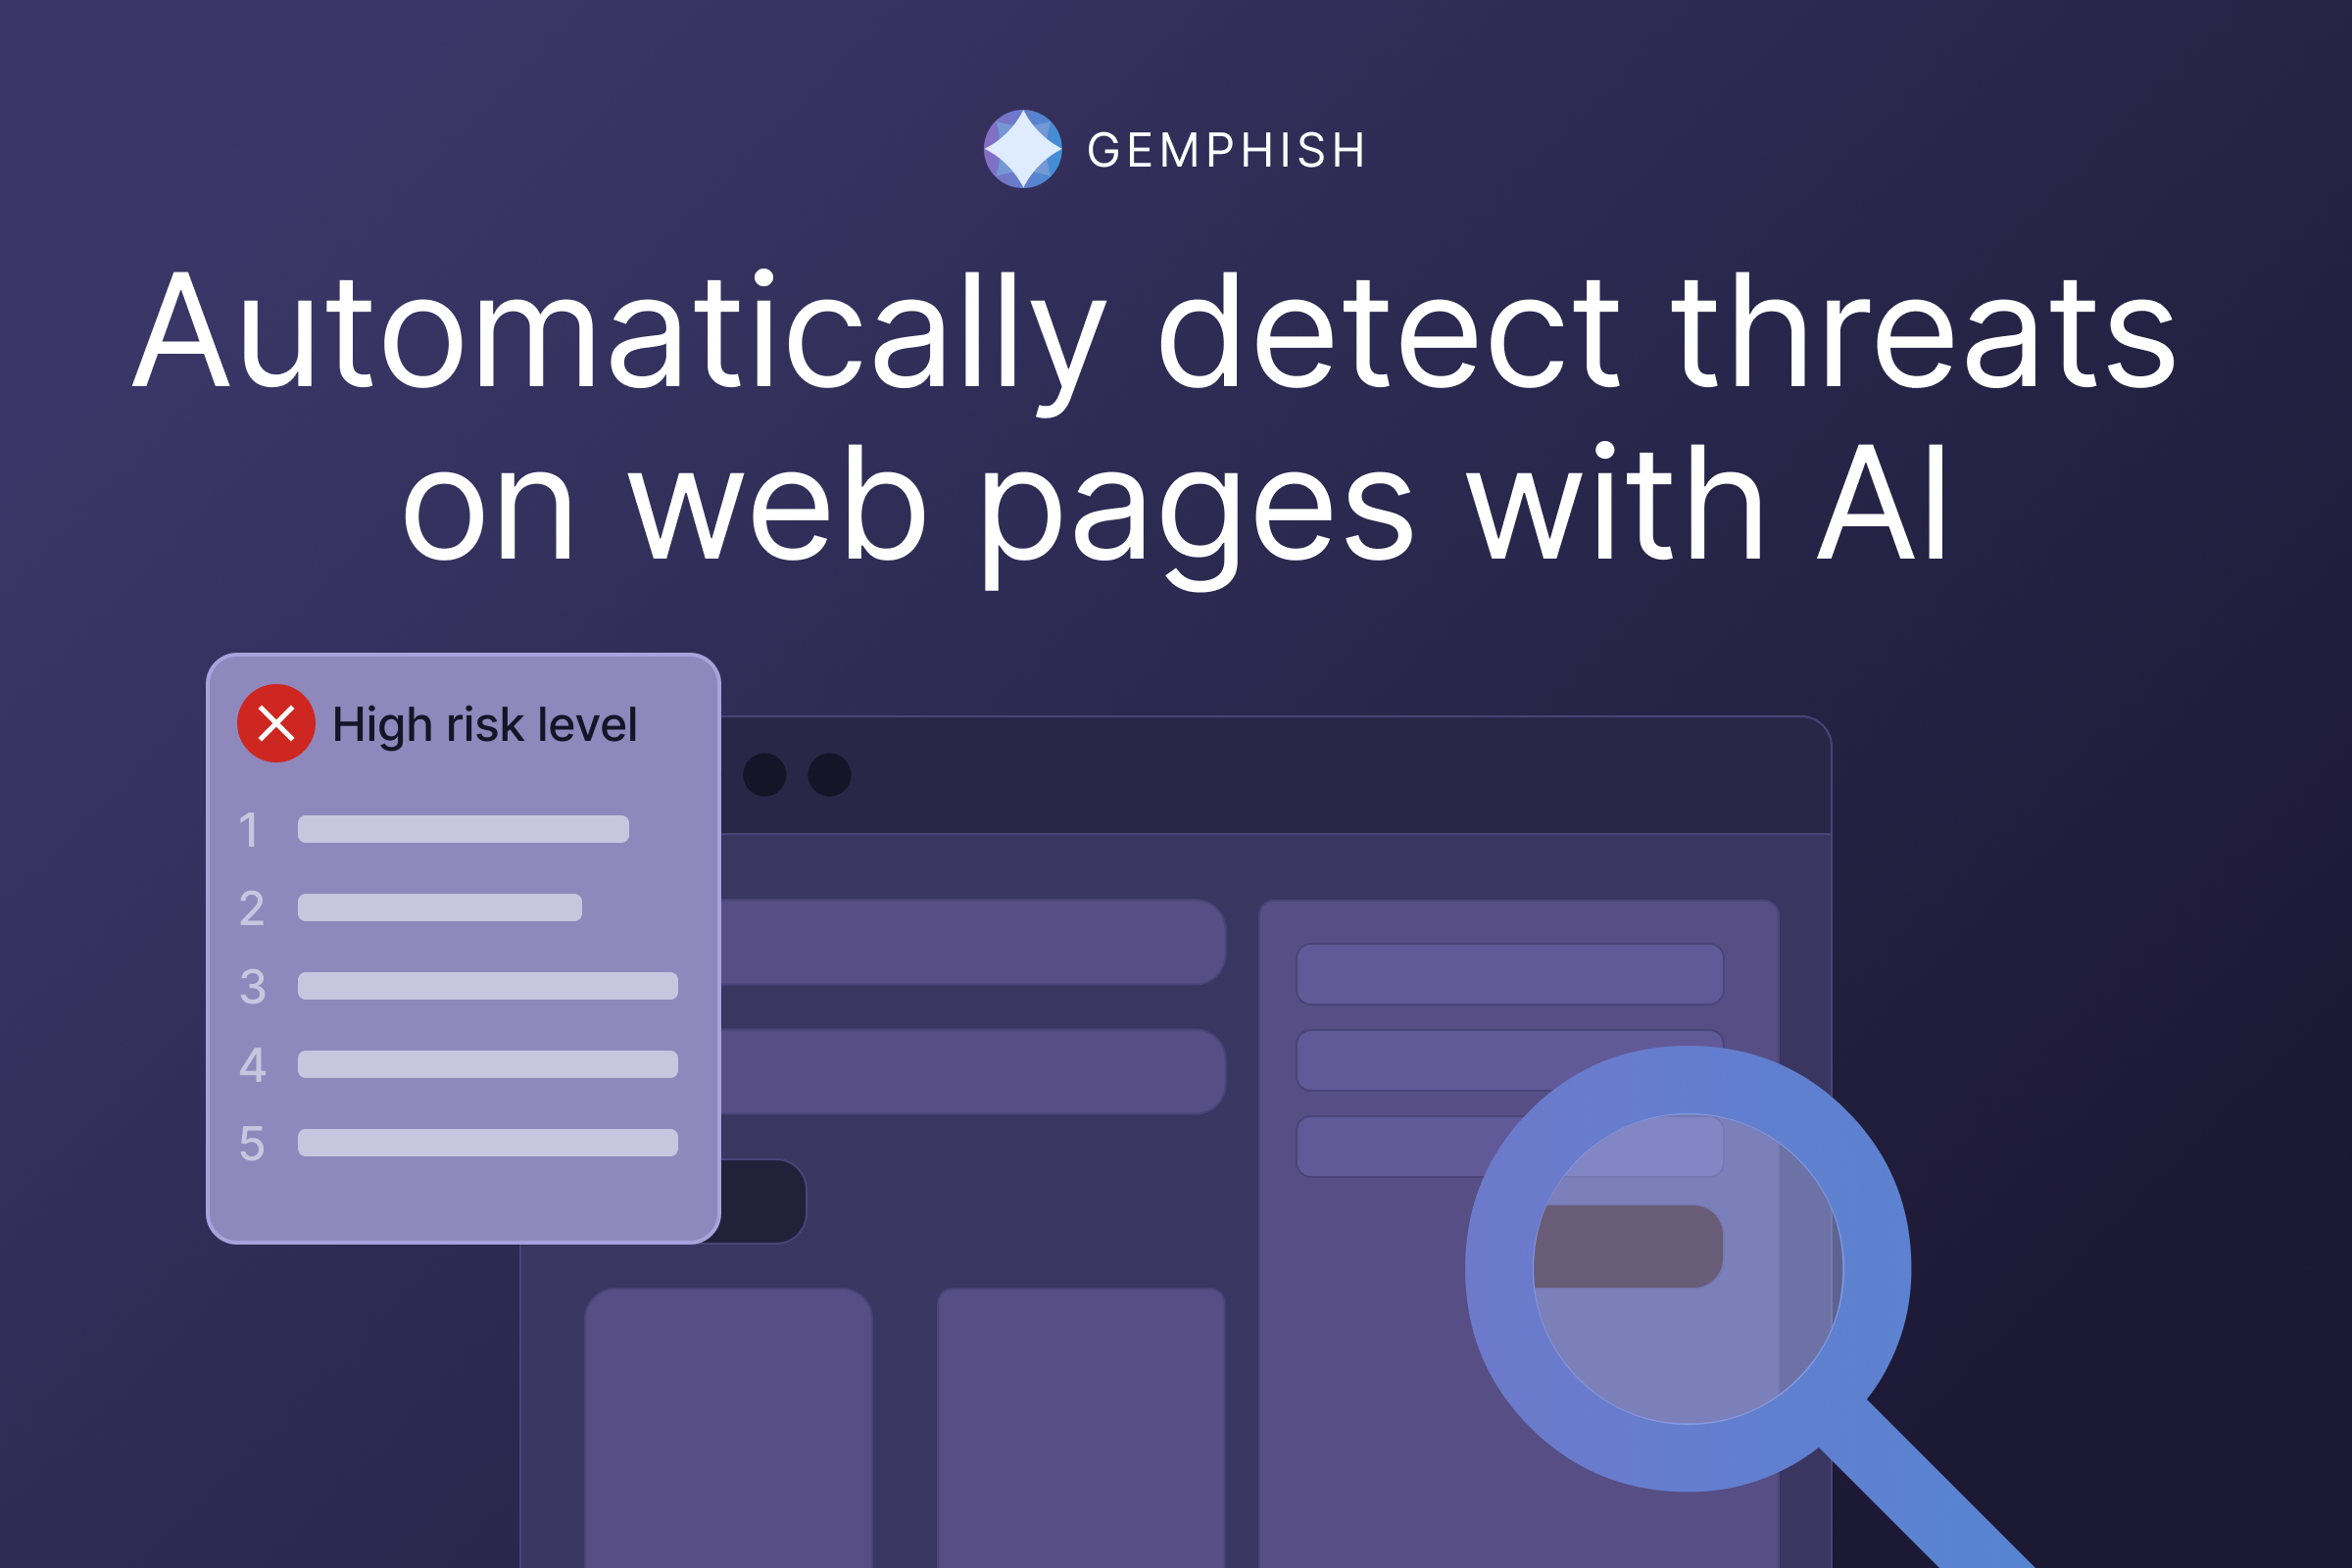 GEMPHISH
Automatically detect threats
on web pages with AI
High risk level
1
2
3
4
5